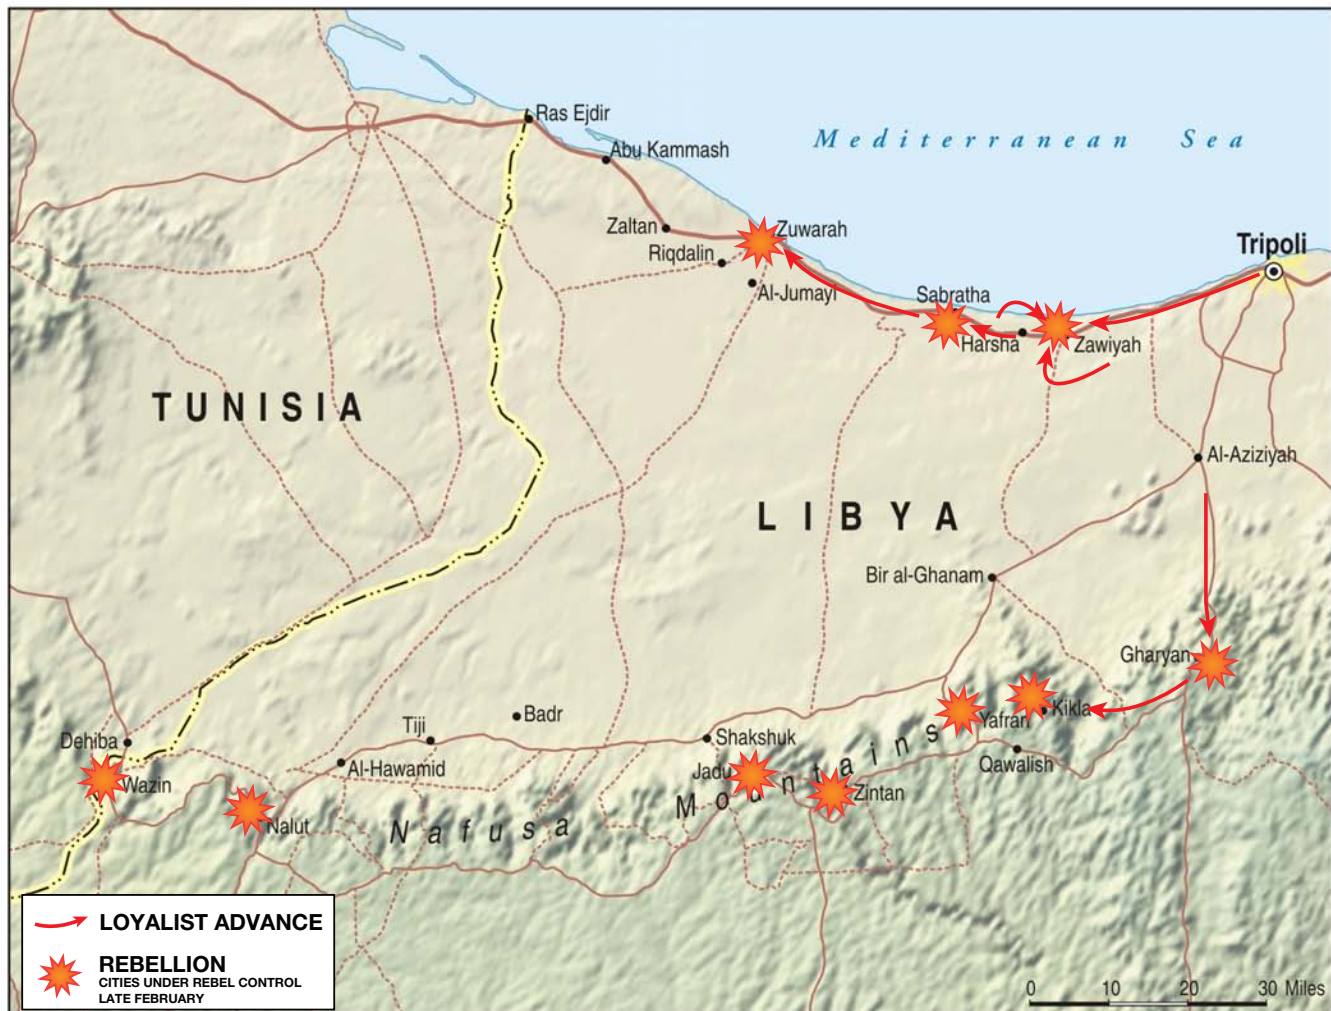 Ras Ejdir
Abu Kammash
Mediterranean Sea
Zaltan
Zuwarah
Riqdalin
Tripoli
Al-Jumayl
Sabratha
Harsha
Zawiyah
TUNISIA
Al-Aziziyah
LIBYA
Bir al-Ghanam
Gharyan
Kikla
Yafran
Badr
Tiji
Shakshuk
Dehiba
Al-Hawamid
Qawalish
Jadu
Wazin
Zintan
Nalut
Nafusa Mountains
LOYALIST ADVANCE
REBELLION
CITIES UNDER REBEL CONTROL
LATE FEBRUARY
0 10 20 30 Miles